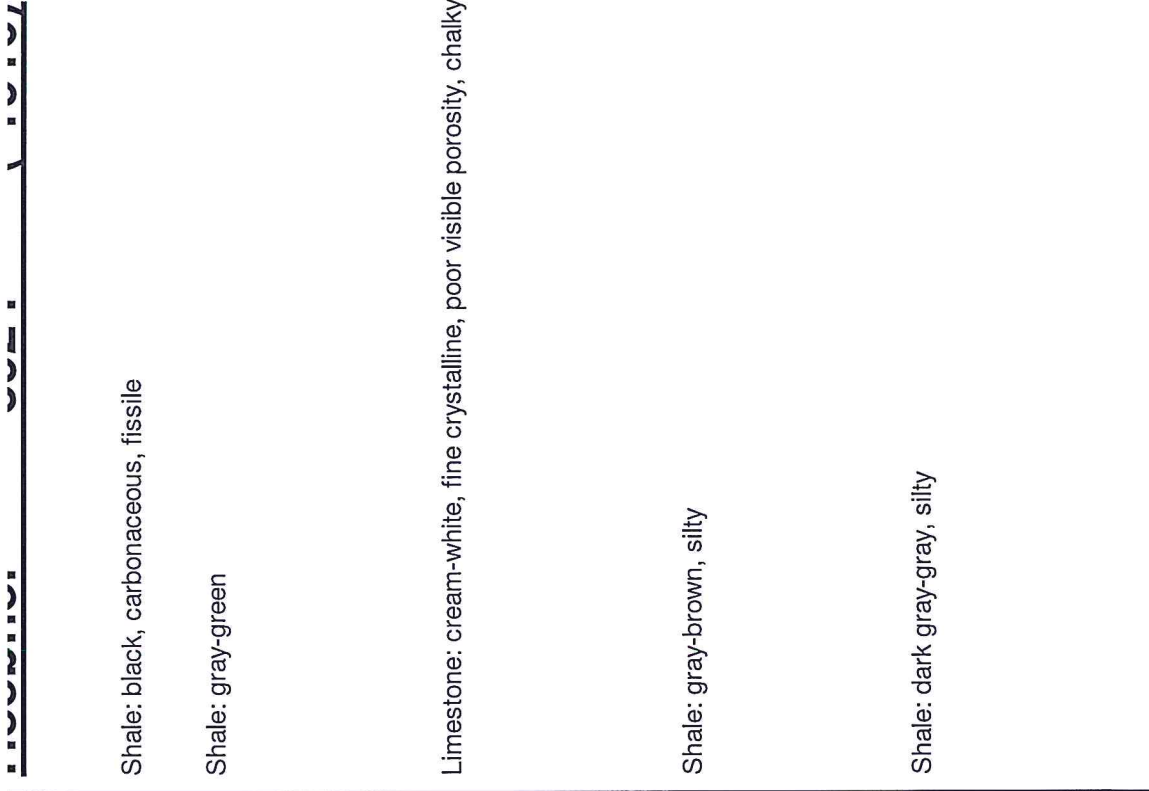 Shale: black, carbonaceous, fissile
Shale: gray-green
Limestone: cream-white, fine crystalline, poor visible porosity, chalky
Shale: gray-brown, silty
Shale: dark gray-gray, silty